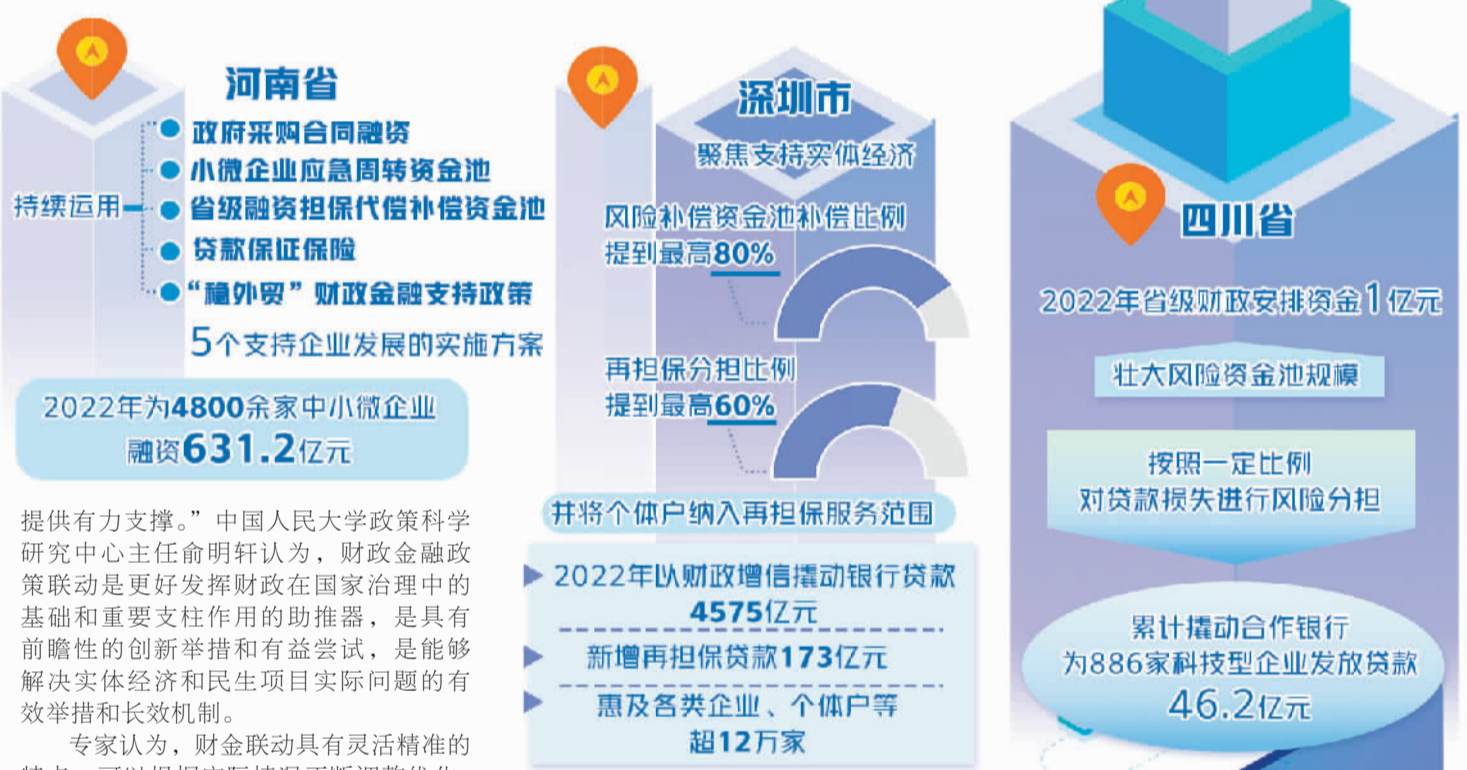 河南省
持续运用
政府采购合同融资
小微企业应急周转资金池
省级融资担保代偿补偿资金池
贷款保证保险
“稳外贸”财政金融支持政策
5个支持企业发展的实施方案
2022年为4800余家中小微企业
融资631.2亿元
提供有力支撑。”中国人民大学政策科学
研究中心主任俞明轩认为，财政金融政
策联动是更好发挥财政在国家治理中的
基础和重要支柱作用的助推器，是具有
前瞻性的创新举措和有益尝试，是能够
解决实体经济和民生项目实际问题的有
效举措和长效机制。
专家认为，财金联动具有灵活精准的
深圳市
聚焦支持实体经济
风险补偿资金池补偿比例
提到最高80%
再担保分担比例
提到最高60%
并将个体户纳入再担保服务范围
2022年以财政增信撬动银行贷款
4575亿元
新增再担保贷款173亿元
惠及各类企业、个体户等
超12万家
四川省
2022年省级财政安排资金1亿元
壮大风险资金池规模
按照一定比例
对贷款损失进行风险分担
累计撬动合作银行
为886家科技型企业发放贷款
46.2亿元